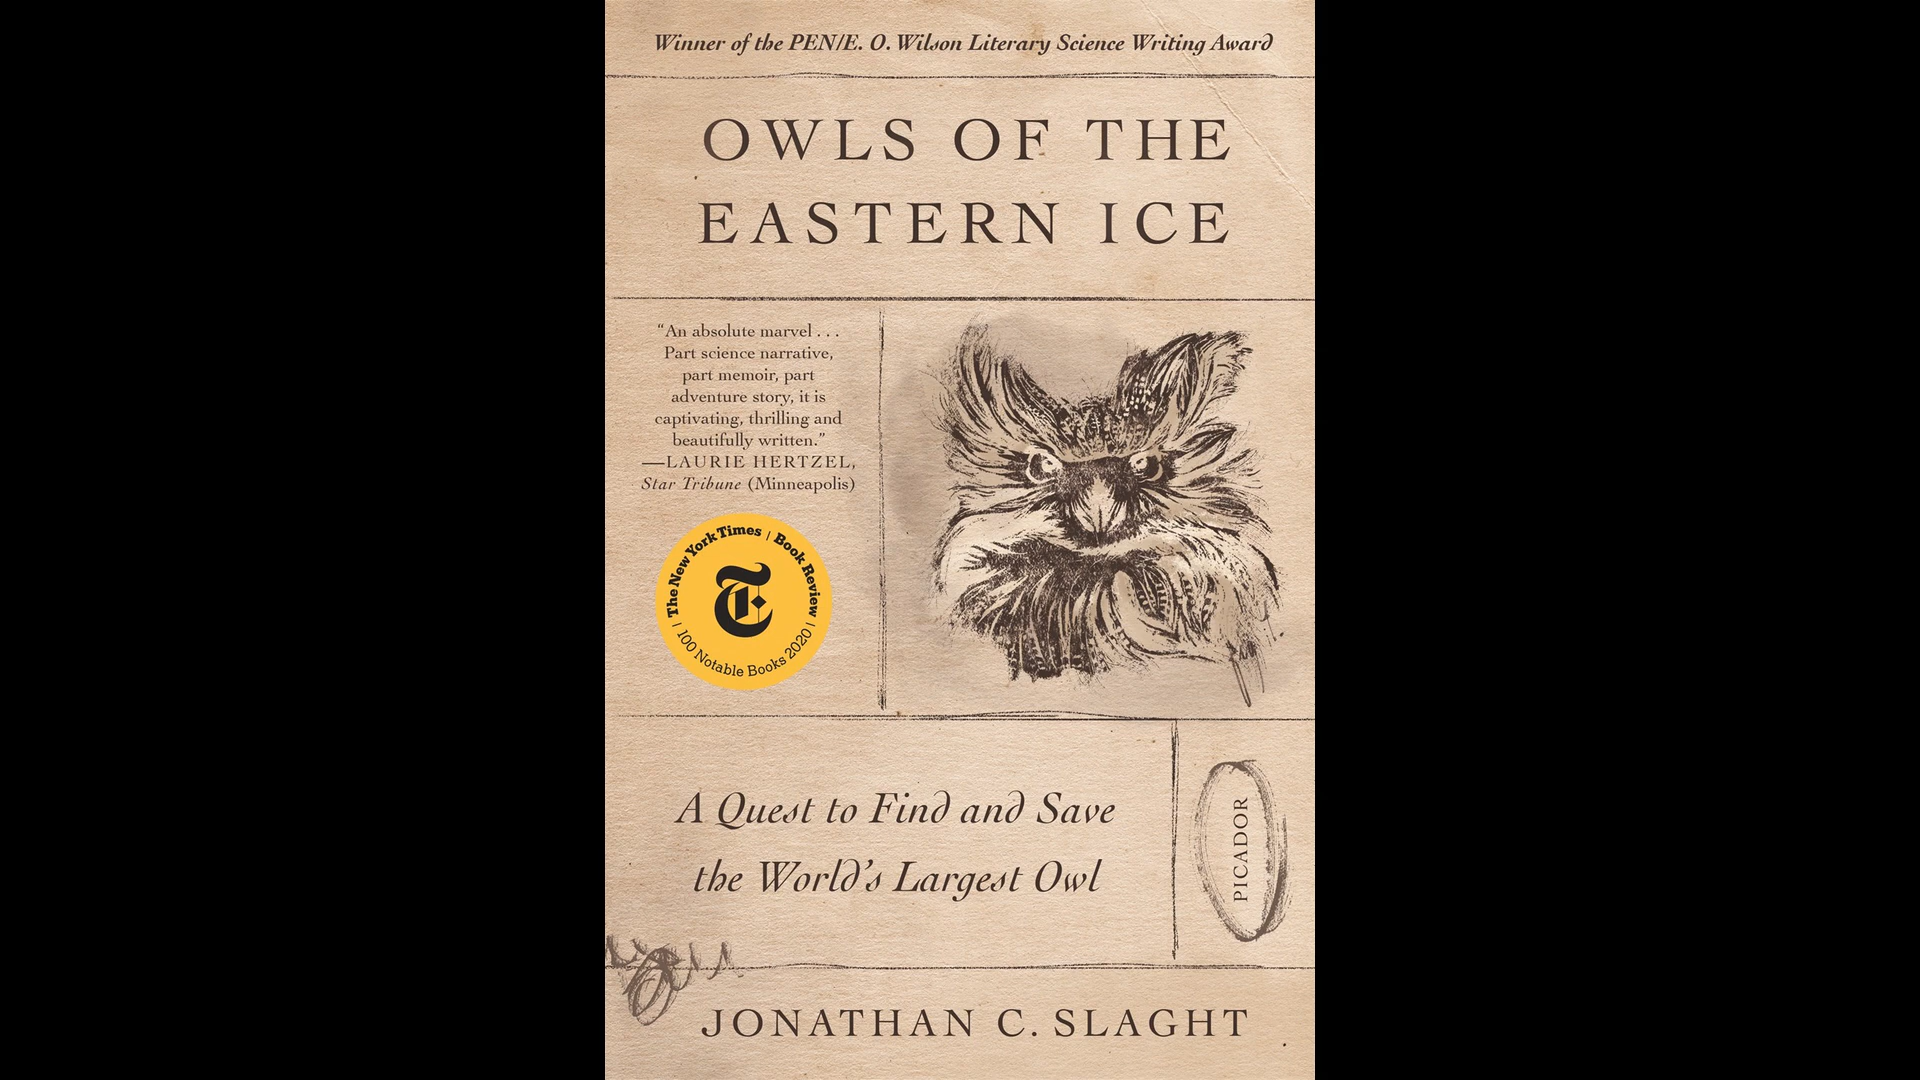 Winner of the PEN/E. O. Wilson Literary Science Writing Award
OWLS OF THE
EASTERN ICE
“An absolute marvel . . .
Part science narrative,
part memoir, part
adventure story, it is
captivating, thrilling and
beautifully written.”
—LAURIE HERTZEL,
Star Tribune (Minneapolis)
The New York Times | Book Review
T
| 100 Notable Books 2020 |
A Quest to Find and Save
the World’s Largest Owl
PICADOR
JONATHAN C. SLAGHT